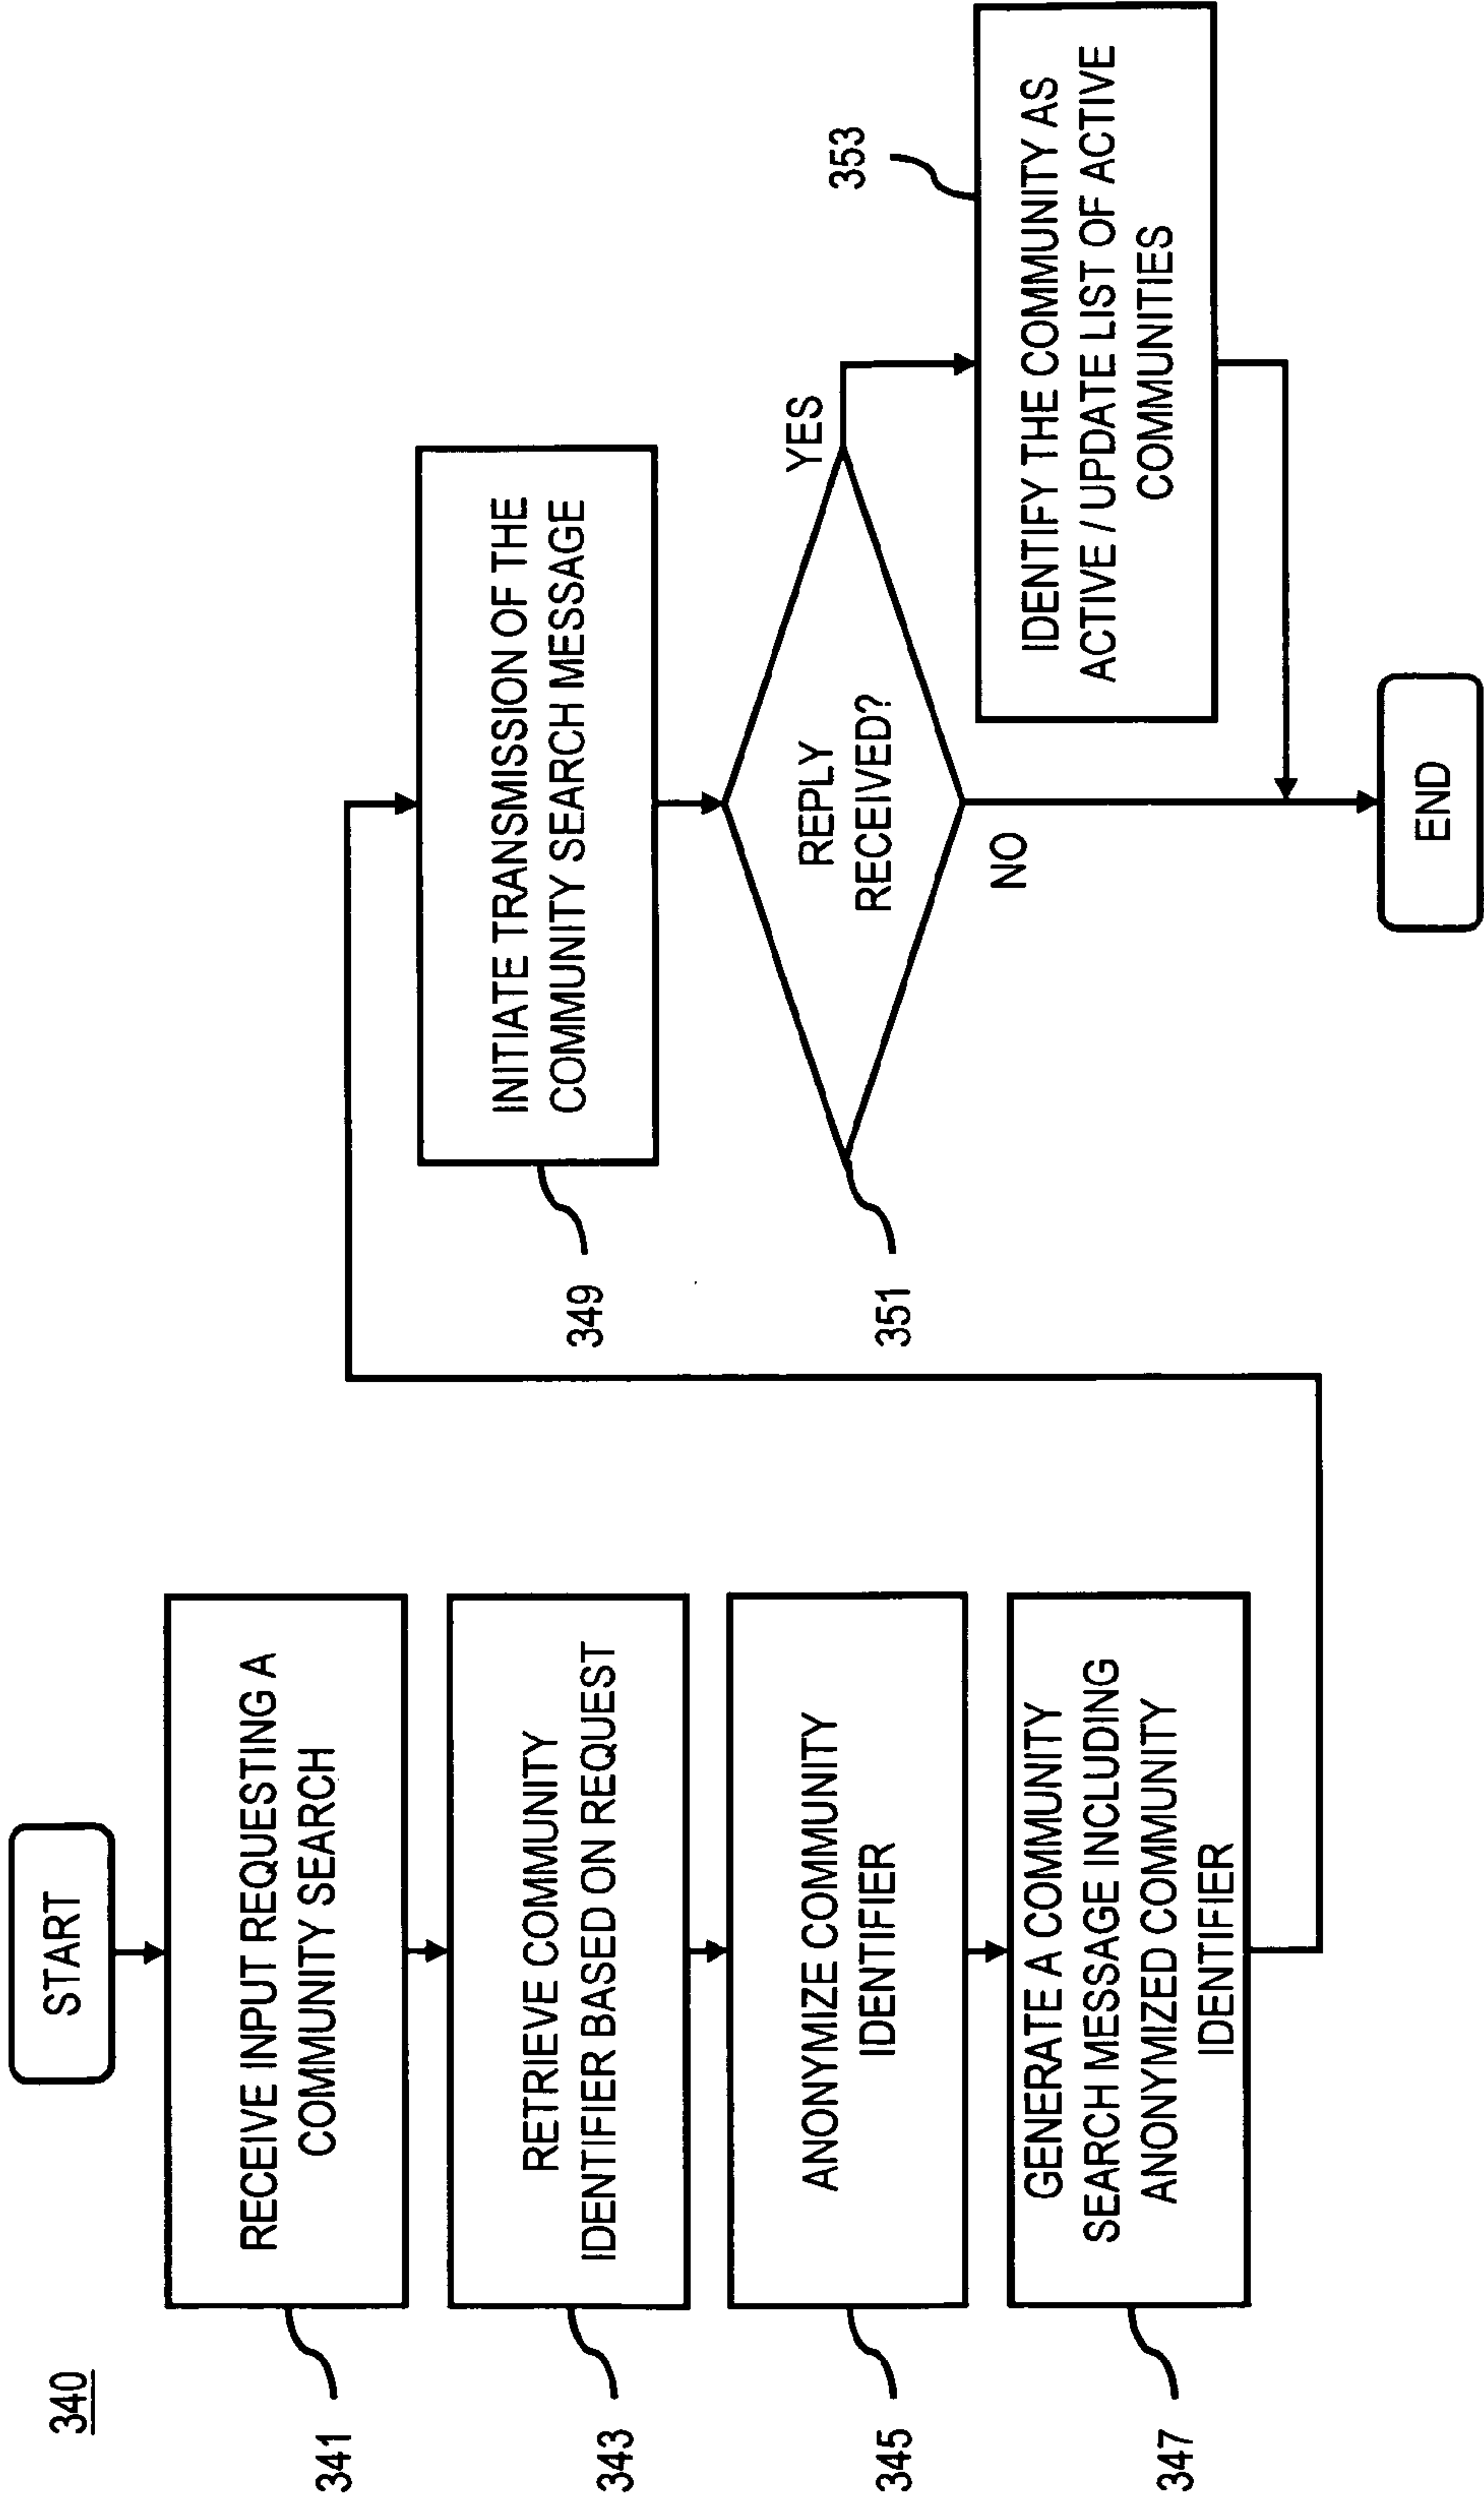 340
START
341
RECEIVE INPUT REQUESTING A
COMMUNITY SEARCH
343
RETRIEVE COMMUNITY
IDENTIFIER BASED ON REQUEST
345
ANONYMIZE COMMUNITY
IDENTIFIER
347
GENERATE A COMMUNITY
SEARCH MESSAGE INCLUDING
ANONYMIZED COMMUNITY
IDENTIFIER
349
INITIATE TRANSMISSION OF THE
COMMUNITY SEARCH MESSAGE
351
REPLY
RECEIVED?
YES
NO
353
IDENTIFY THE COMMUNITY AS
ACTIVE / UPDATE LIST OF ACTIVE
COMMUNITIES
END